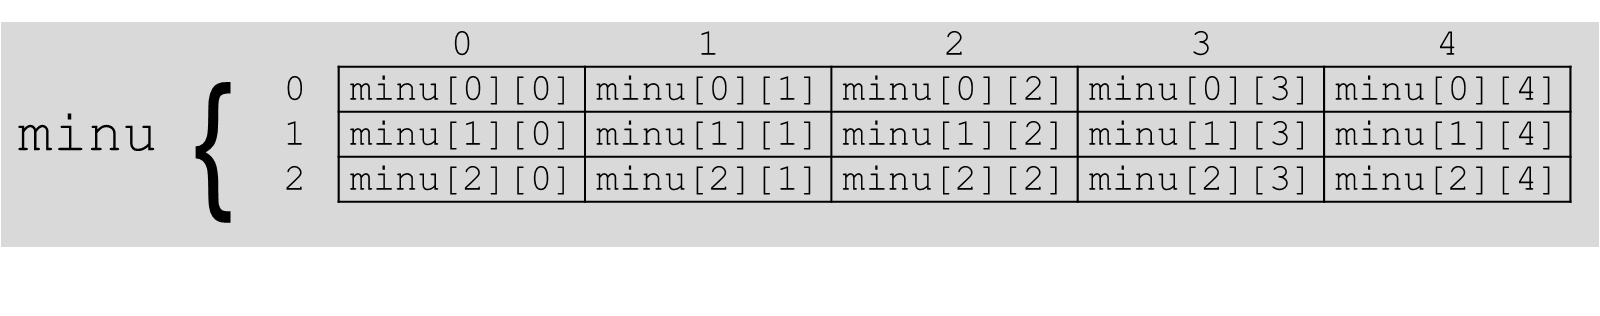 0 1 2 3 4
0 minu[0][0] minu[0][1] minu[0][2] minu[0][3] minu[0][4]
minu { 1 minu[1][0] minu[1][1] minu[1][2] minu[1][3] minu[1][4]
2 minu[2][0] minu[2][1] minu[2][2] minu[2][3] minu[2][4]